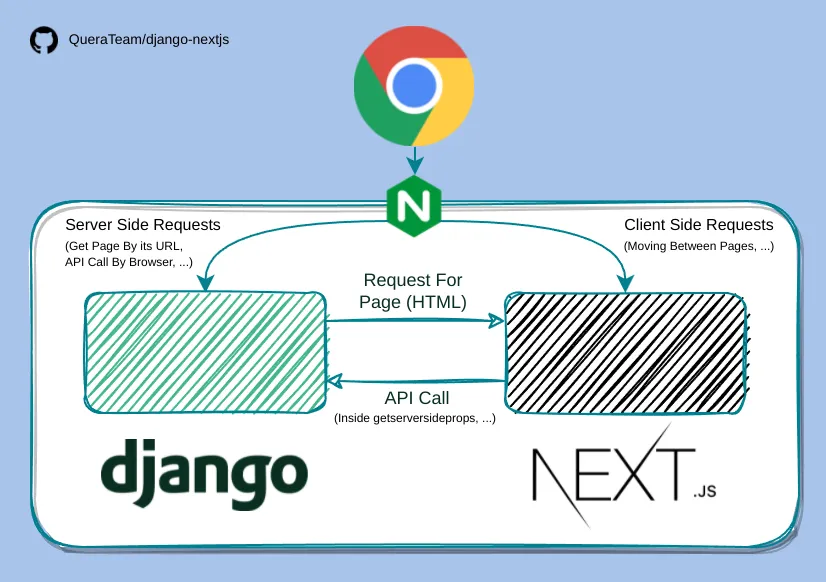 QueraTeam/django-nextjs
N
Server Side Requests
(Get Page By its URL,
API Call By Browser, ...)
Client Side Requests
(Moving Between Pages, ...)
Request For
Page (HTML)
API Call
(Inside getserversideprops, ...)
django
NEXT.JS